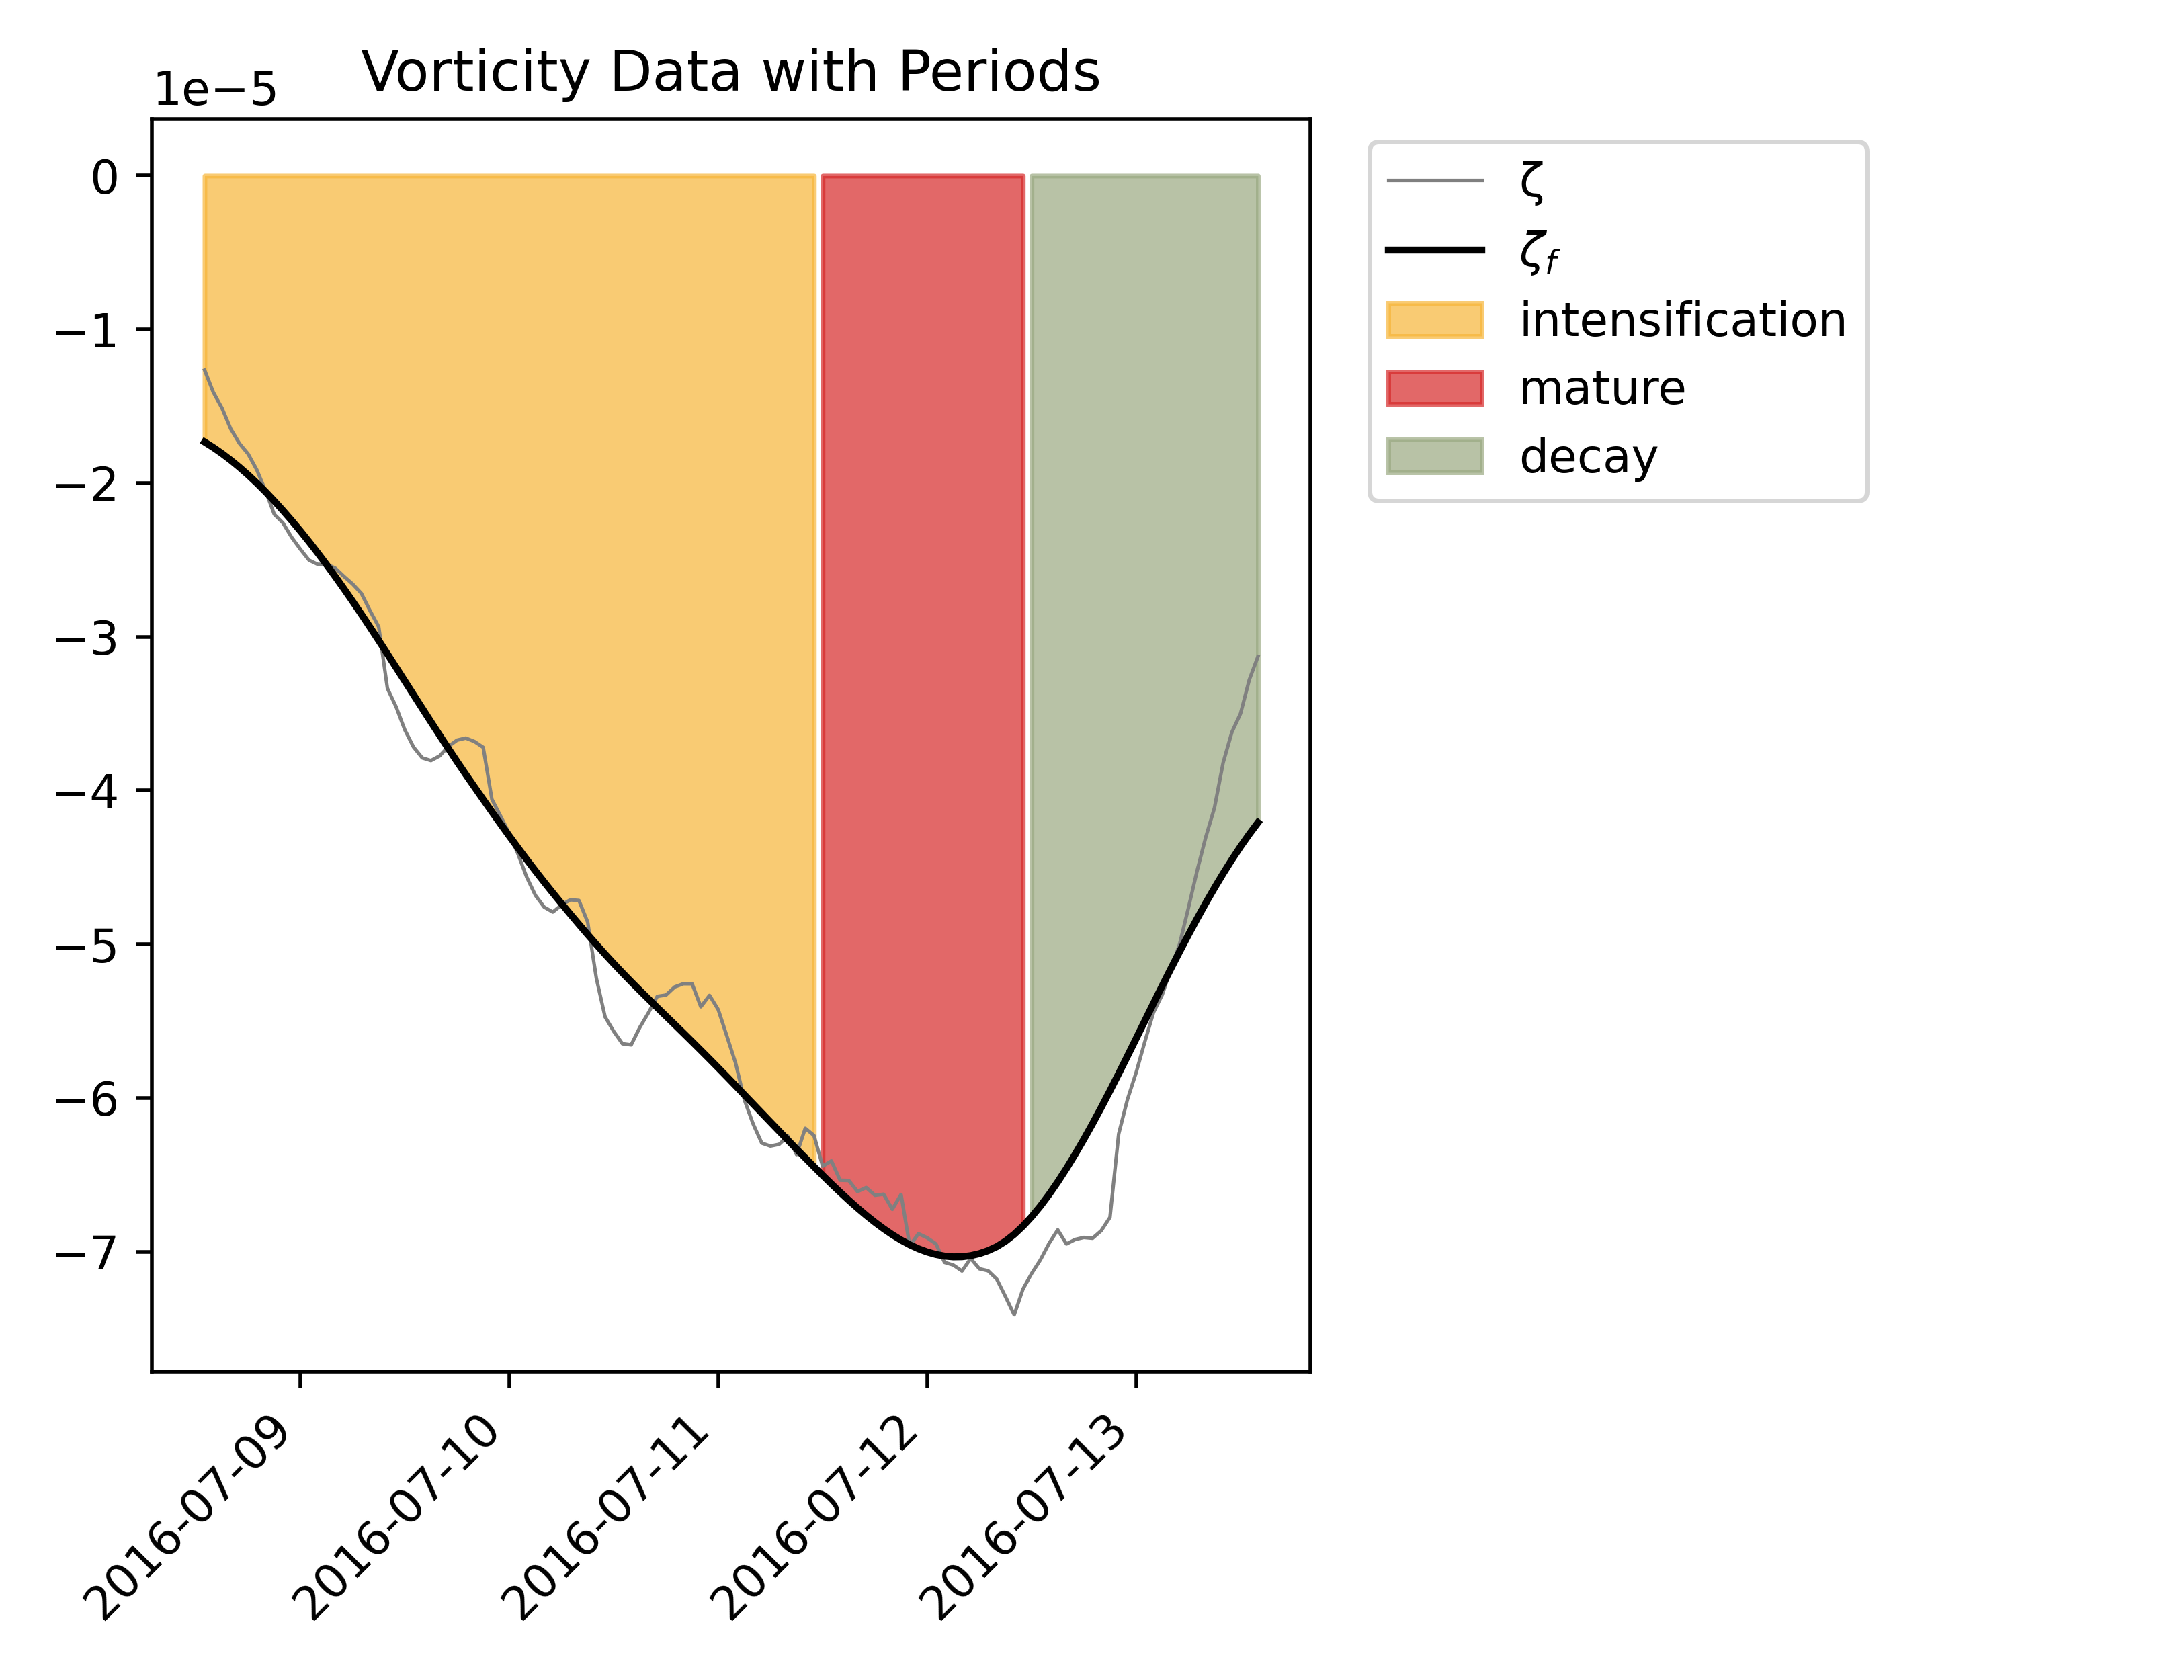 Vorticity Data with Periods
1e−5
0
−1
−2
−3
−4
−5
−6
−7
2016-07-09
2016-07-10
2016-07-11
2016-07-12
2016-07-13
ζ
ζf
intensification
mature
decay